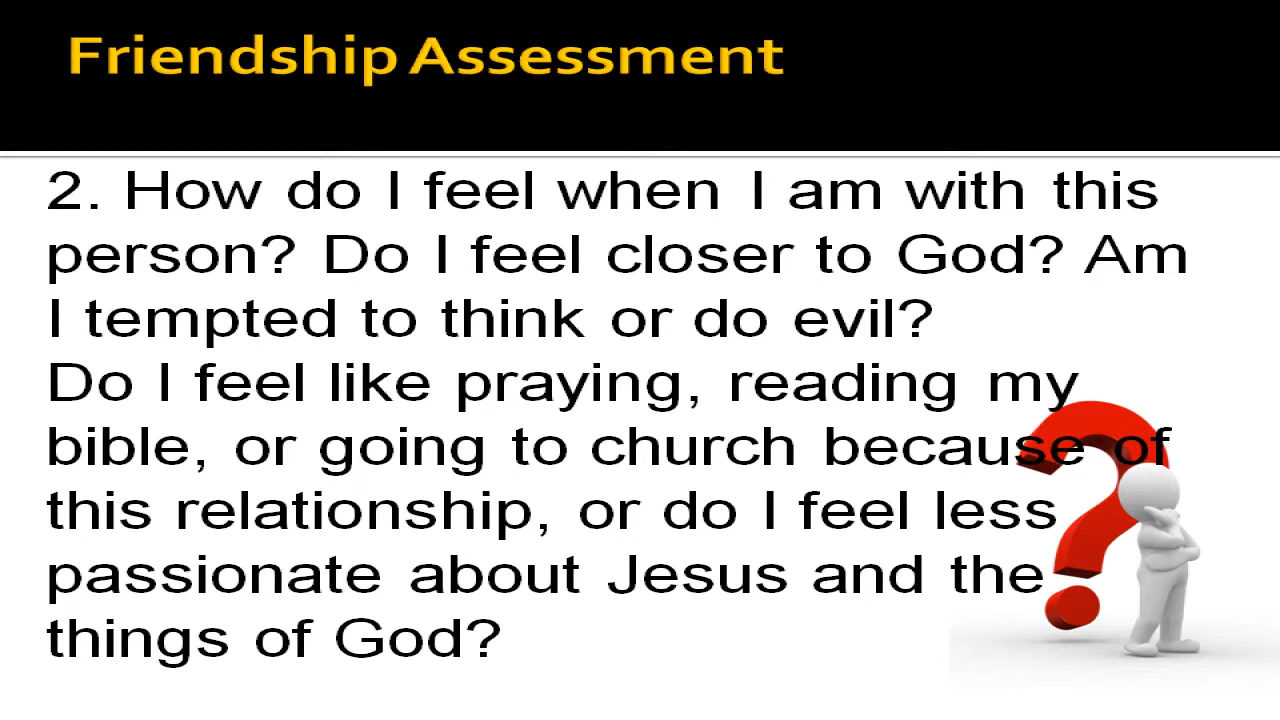 Friendship Assessment
2. How do I feel when I am with this
person? Do I feel closer to God? Am
I tempted to think or do evil?
Do I feel like praying, reading my
bible, or going to church because of
this relationship, or do I feel less
passionate about Jesus and the
things of God?